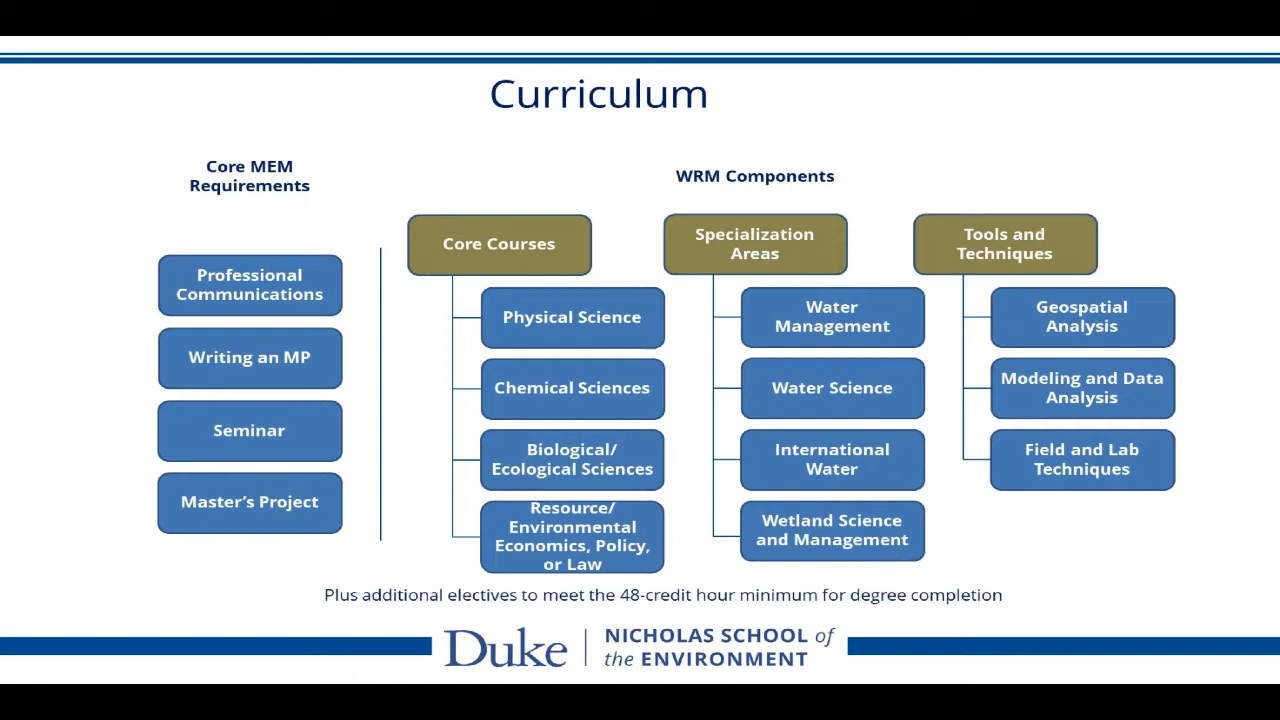 Curriculum
Core MEM
Requirements
Professional
Communications
Writing an MP
Seminar
Master’s Project
WRM Components
Core Courses
Physical Science
Chemical Sciences
Biological/
Ecological Sciences
Resource/
Environmental
Economics, Policy,
or Law
Specialization
Areas
Water
Management
Water Science
International
Water
Wetland Science
and Management
Tools and
Techniques
Geospatial
Analysis
Modeling and Data
Analysis
Field and Lab
Techniques
Plus additional electives to meet the 48-credit hour minimum for degree completion
Duke
NICHOLAS SCHOOL of
the ENVIRONMENT